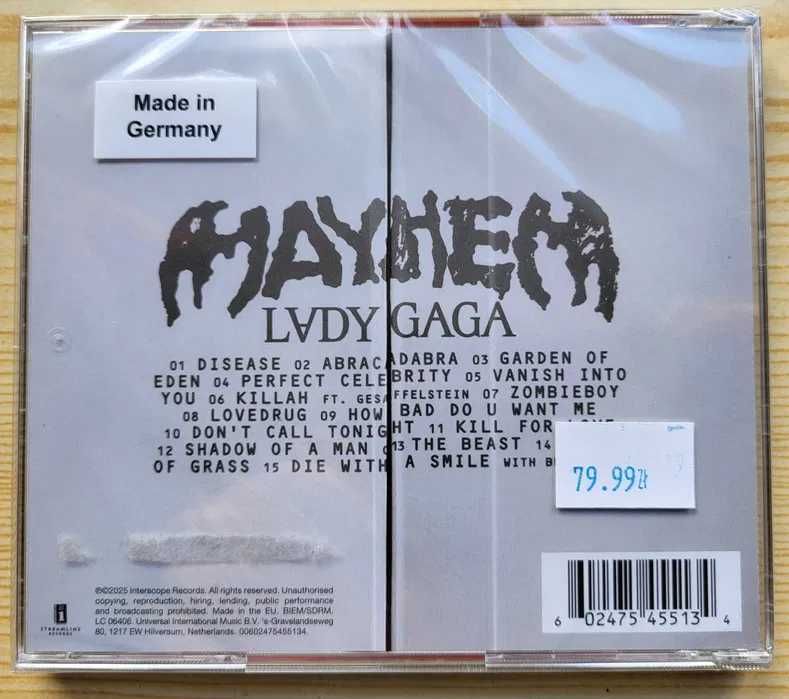 Made in
Germany
MAYHEM
LADY GAGA
01 DISEASE 02 ABRACADABRA 03 GARDEN OF
EDEN 04 PERFECT CELEBRITY 05 VANISH INTO
YOU 06 KILLAH FT. GESAFFELSTEIN 07 ZOMBIEBOY
08 LOVEDRUG 09 HOW BAD DO U WANT ME
10 DON'T CALL TONIGHT 11 KILL FOR LOVE
12 SHADOW OF A MAN 13 THE BEAST 14
OF GRASS 15 DIE WITH A SMILE WITH
79.99zł
℗©2025 Interscope Records. All rights reserved. Unauthorised
copying, reproduction, hiring, lending, public performance
and broadcasting prohibited. Made in the EU. BIEM/SDRM.
LC 06406. Universal International Music B.V. 's-Gravelandseweg
80, 1217 EW Hilversum, Netherlands. 00602475455134.
STREAMLINE
RECORDS
6 02475 45513 4